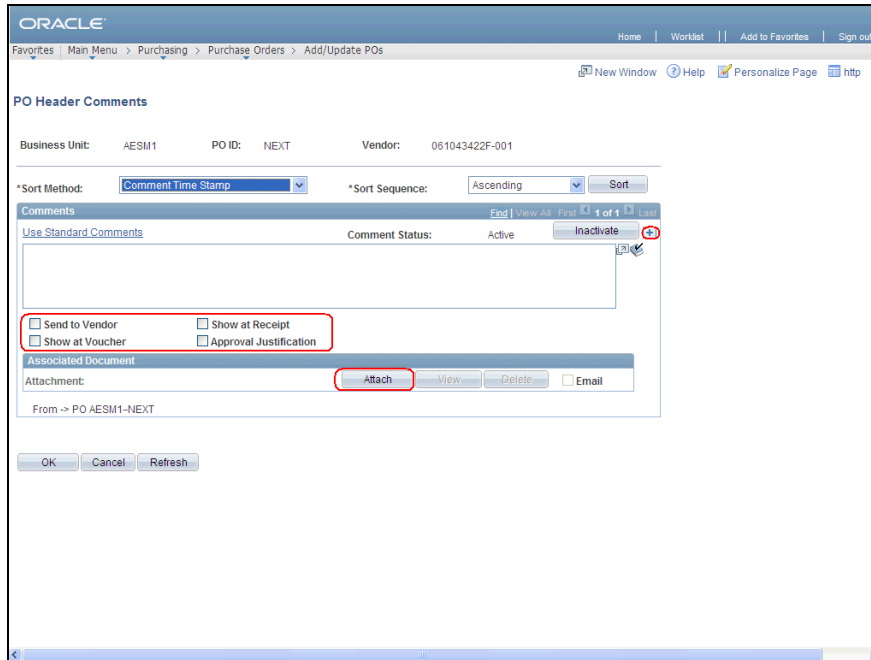 ORACLE
Home | Worklist || Add to Favorites | Sign out
Favorites | Main Menu > Purchasing > Purchase Orders > Add/Update POs
New Window Help Personalize Page http
PO Header Comments
Business Unit: AESM1 PO ID: NEXT Vendor: 061043422F-001
*Sort Method: Comment Time Stamp *Sort Sequence: Ascending Sort
Comments Find | View All First 1 of 1 Last
Use Standard Comments Comment Status: Active Inactivate
Send to Vendor Show at Receipt
Show at Voucher Approval Justification
Associated Document
Attachment: Attach View Delete Email
From -> PO AESM1-NEXT
OK Cancel Refresh